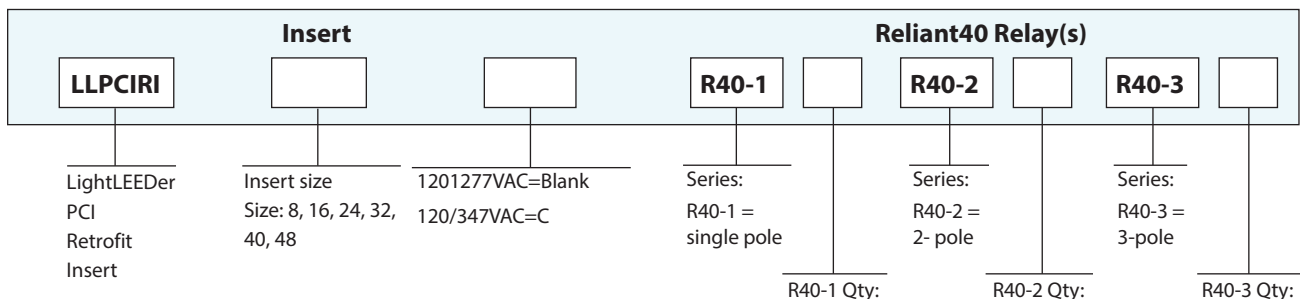 Insert
Reliant40 Relay(s)
LLPCIRI
R40-1
R40-2
R40-3
LightLEEDer
PCI
Retrofit
Insert
Insert size
Size: 8, 16, 24, 32,
40, 48
1201277VAC=Blank
120/347VAC=C
Series:
R40-1 =
single pole
Series:
R40-2 =
2- pole
Series:
R40-3 =
3-pole
R40-1 Qty:
R40-2 Qty:
R40-3 Qty: